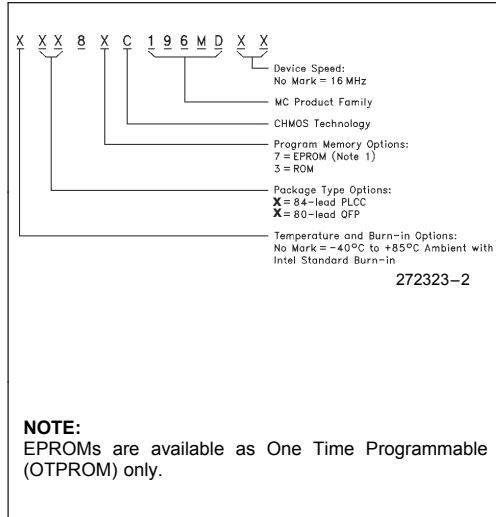 X XX 8 X C 196MD XX
Device Speed:
No Mark = 16 MHz
MC Product Family
CHMOS Technology
Program Memory Options:
7 = EPROM (Note 1)
3 = ROM
Package Type Options:
X = 84-lead PLCC
X = 80-lead QFP
Temperature and Burn-in Options:
No Mark = -40°C to +85°C Ambient with
Intel Standard Burn-in
272323-2
NOTE:
EPROMs are available as One Time Programmable
(OTPROM) only.